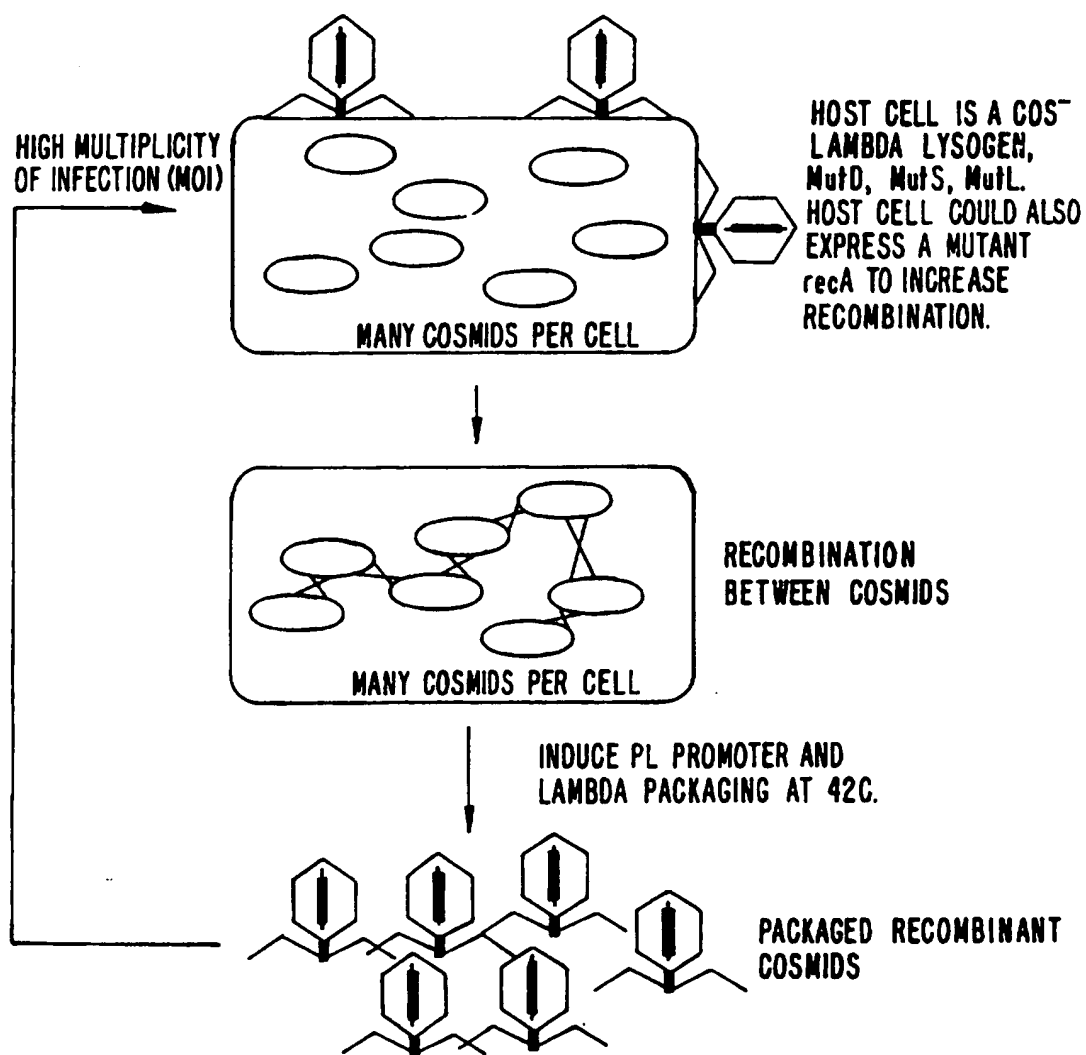 HIGH MULTIPLICITY
OF INFECTION (MOI)
HOST CELL IS A COS⁻
LAMBDA LYSOGEN,
MutD, MutS, MutL.
HOST CELL COULD ALSO
EXPRESS A MUTANT
recA TO INCREASE
RECOMBINATION.
MANY COSMIDS PER CELL
RECOMBINATION
BETWEEN COSMIDS
MANY COSMIDS PER CELL
INDUCE PL PROMOTER AND
LAMBDA PACKAGING AT 42C.
PACKAGED RECOMBINANT
COSMIDS